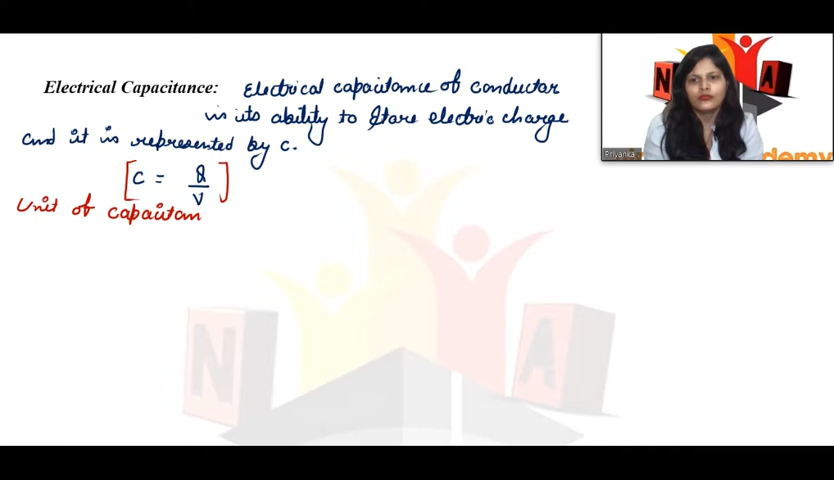 Electrical Capacitance: Electrical capacitance of conductor
is its ability to store electric charge
and it is represented by C.
[C = Q/V]
Unit of capacitan
N A
Priyanka
demy
N A